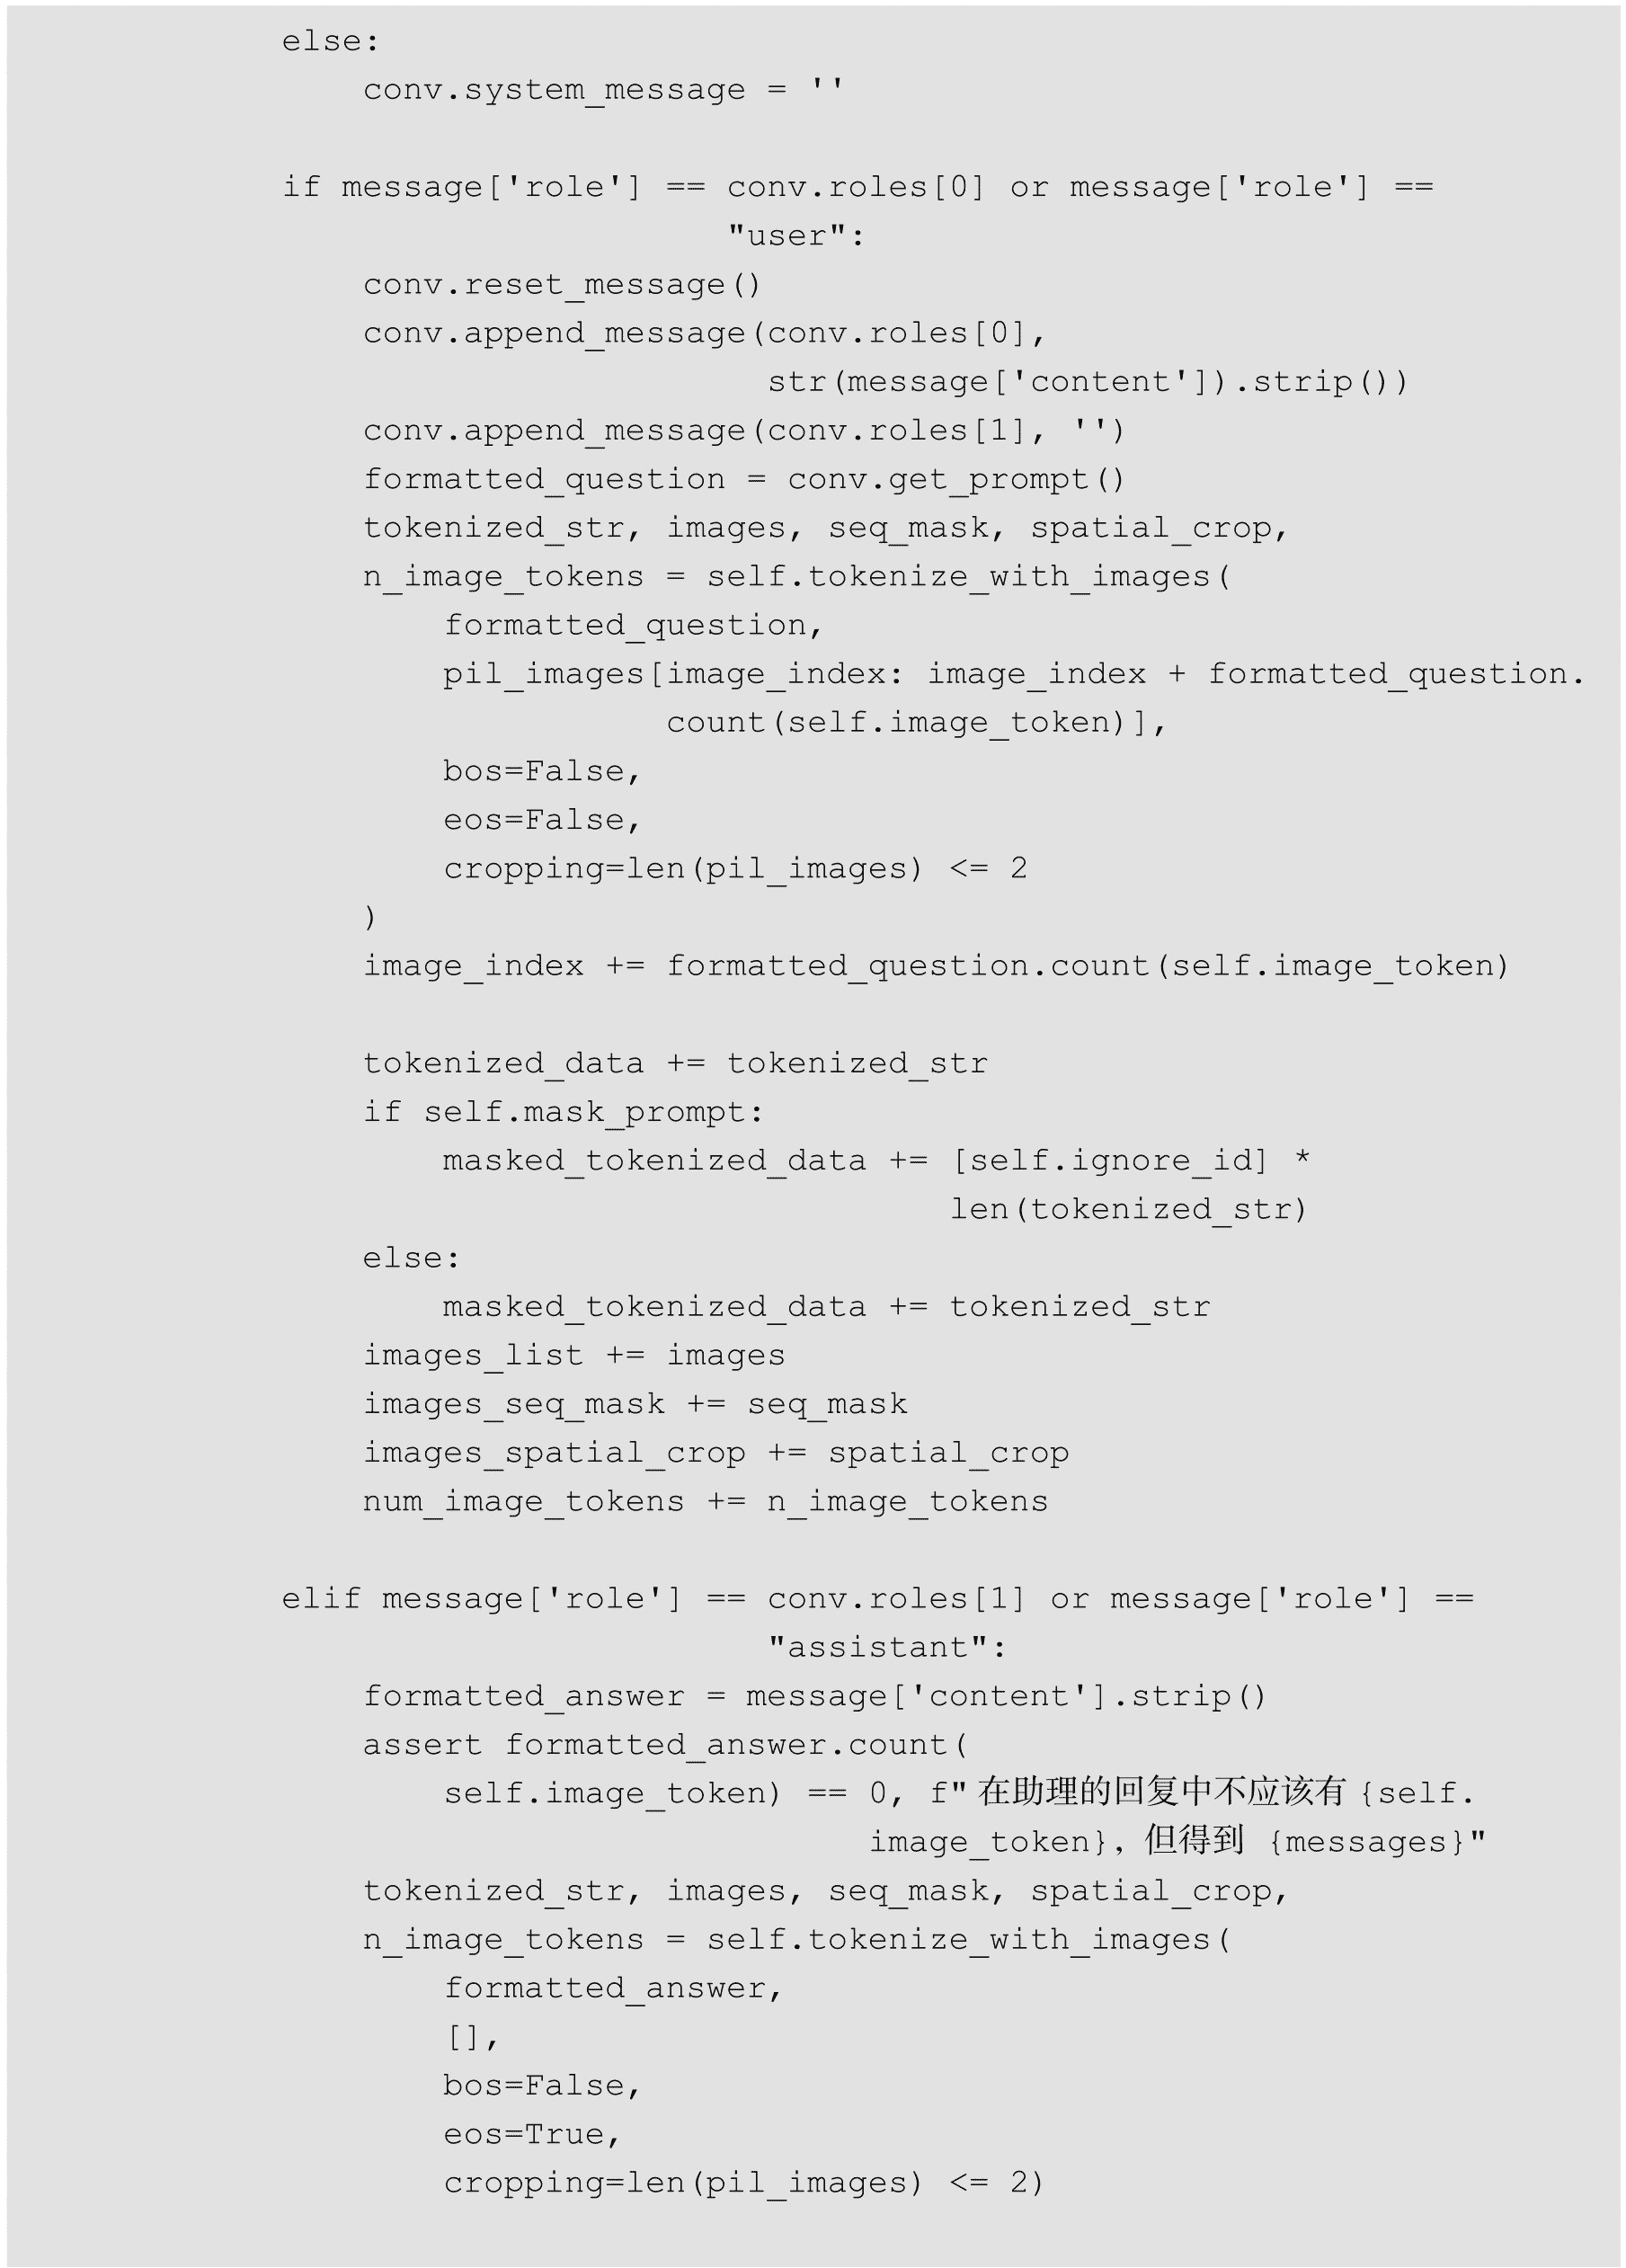 else:
    conv.system_message = ''

if message['role'] == conv.roles[0] or message['role'] ==
                      "user":
    conv.reset_message()
    conv.append_message(conv.roles[0],
                        str(message['content']).strip())
    conv.append_message(conv.roles[1], '')
    formatted_question = conv.get_prompt()
    tokenized_str, images, seq_mask, spatial_crop,
    n_image_tokens = self.tokenize_with_images(
        formatted_question,
        pil_images[image_index: image_index + formatted_question.
                   count(self.image_token)],
        bos=False,
        eos=False,
        cropping=len(pil_images) <= 2
    )
    image_index += formatted_question.count(self.image_token)

    tokenized_data += tokenized_str
    if self.mask_prompt:
        masked_tokenized_data += [self.ignore_id] *
                                 len(tokenized_str)
    else:
        masked_tokenized_data += tokenized_str
    images_list += images
    images_seq_mask += seq_mask
    images_spatial_crop += spatial_crop
    num_image_tokens += n_image_tokens

elif message['role'] == conv.roles[1] or message['role'] ==
                        "assistant":
    formatted_answer = message['content'].strip()
    assert formatted_answer.count(
        self.image_token) == 0, f"在助理的回复中不应该有{self.
                             image_token}，但得到 {messages}"
    tokenized_str, images, seq_mask, spatial_crop,
    n_image_tokens = self.tokenize_with_images(
        formatted_answer,
        [],
        bos=False,
        eos=True,
        cropping=len(pil_images) <= 2)